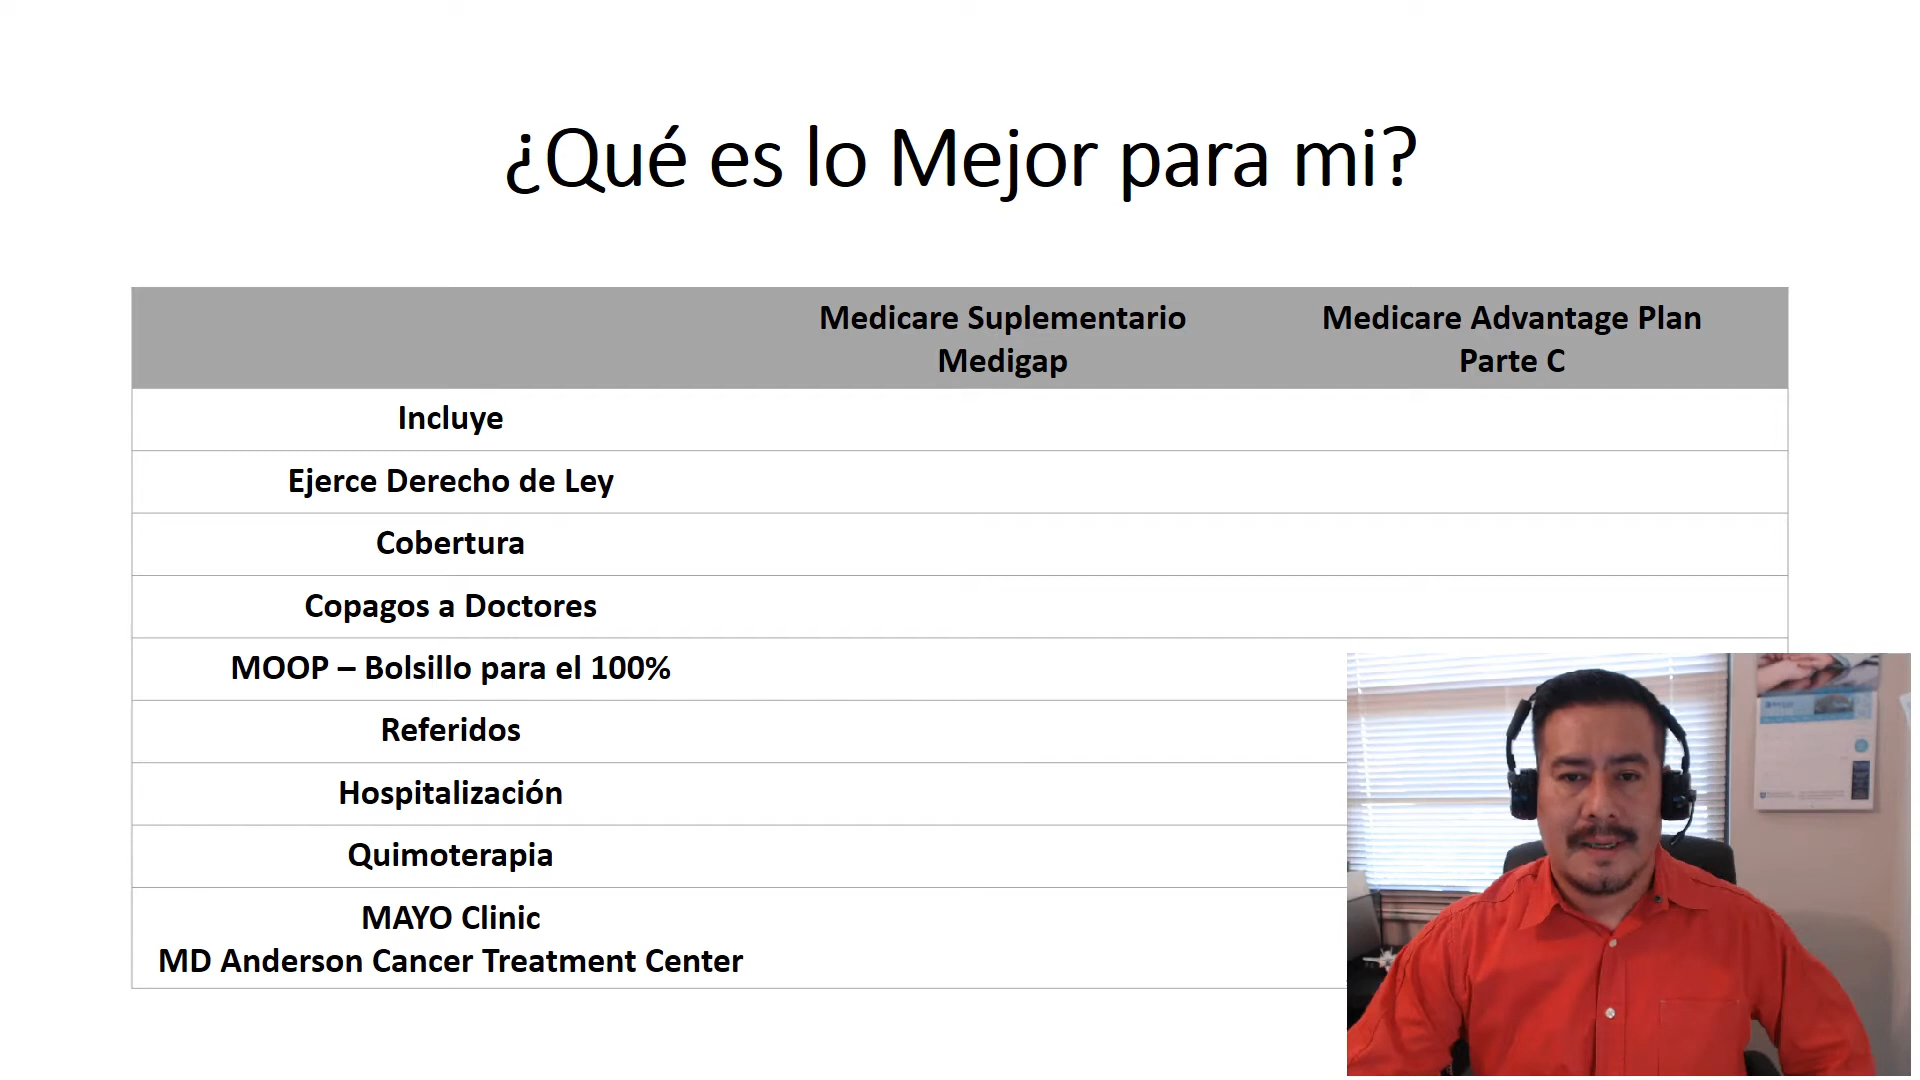 ¿Qué es lo Mejor para mi?
Medicare Suplementario
Medigap
Medicare Advantage Plan
Parte C
Incluye
Ejerce Derecho de Ley
Cobertura
Copagos a Doctores
MOOP – Bolsillo para el 100%
Referidos
Hospitalización
Quimoterapia
MAYO Clinic
MD Anderson Cancer Treatment Center